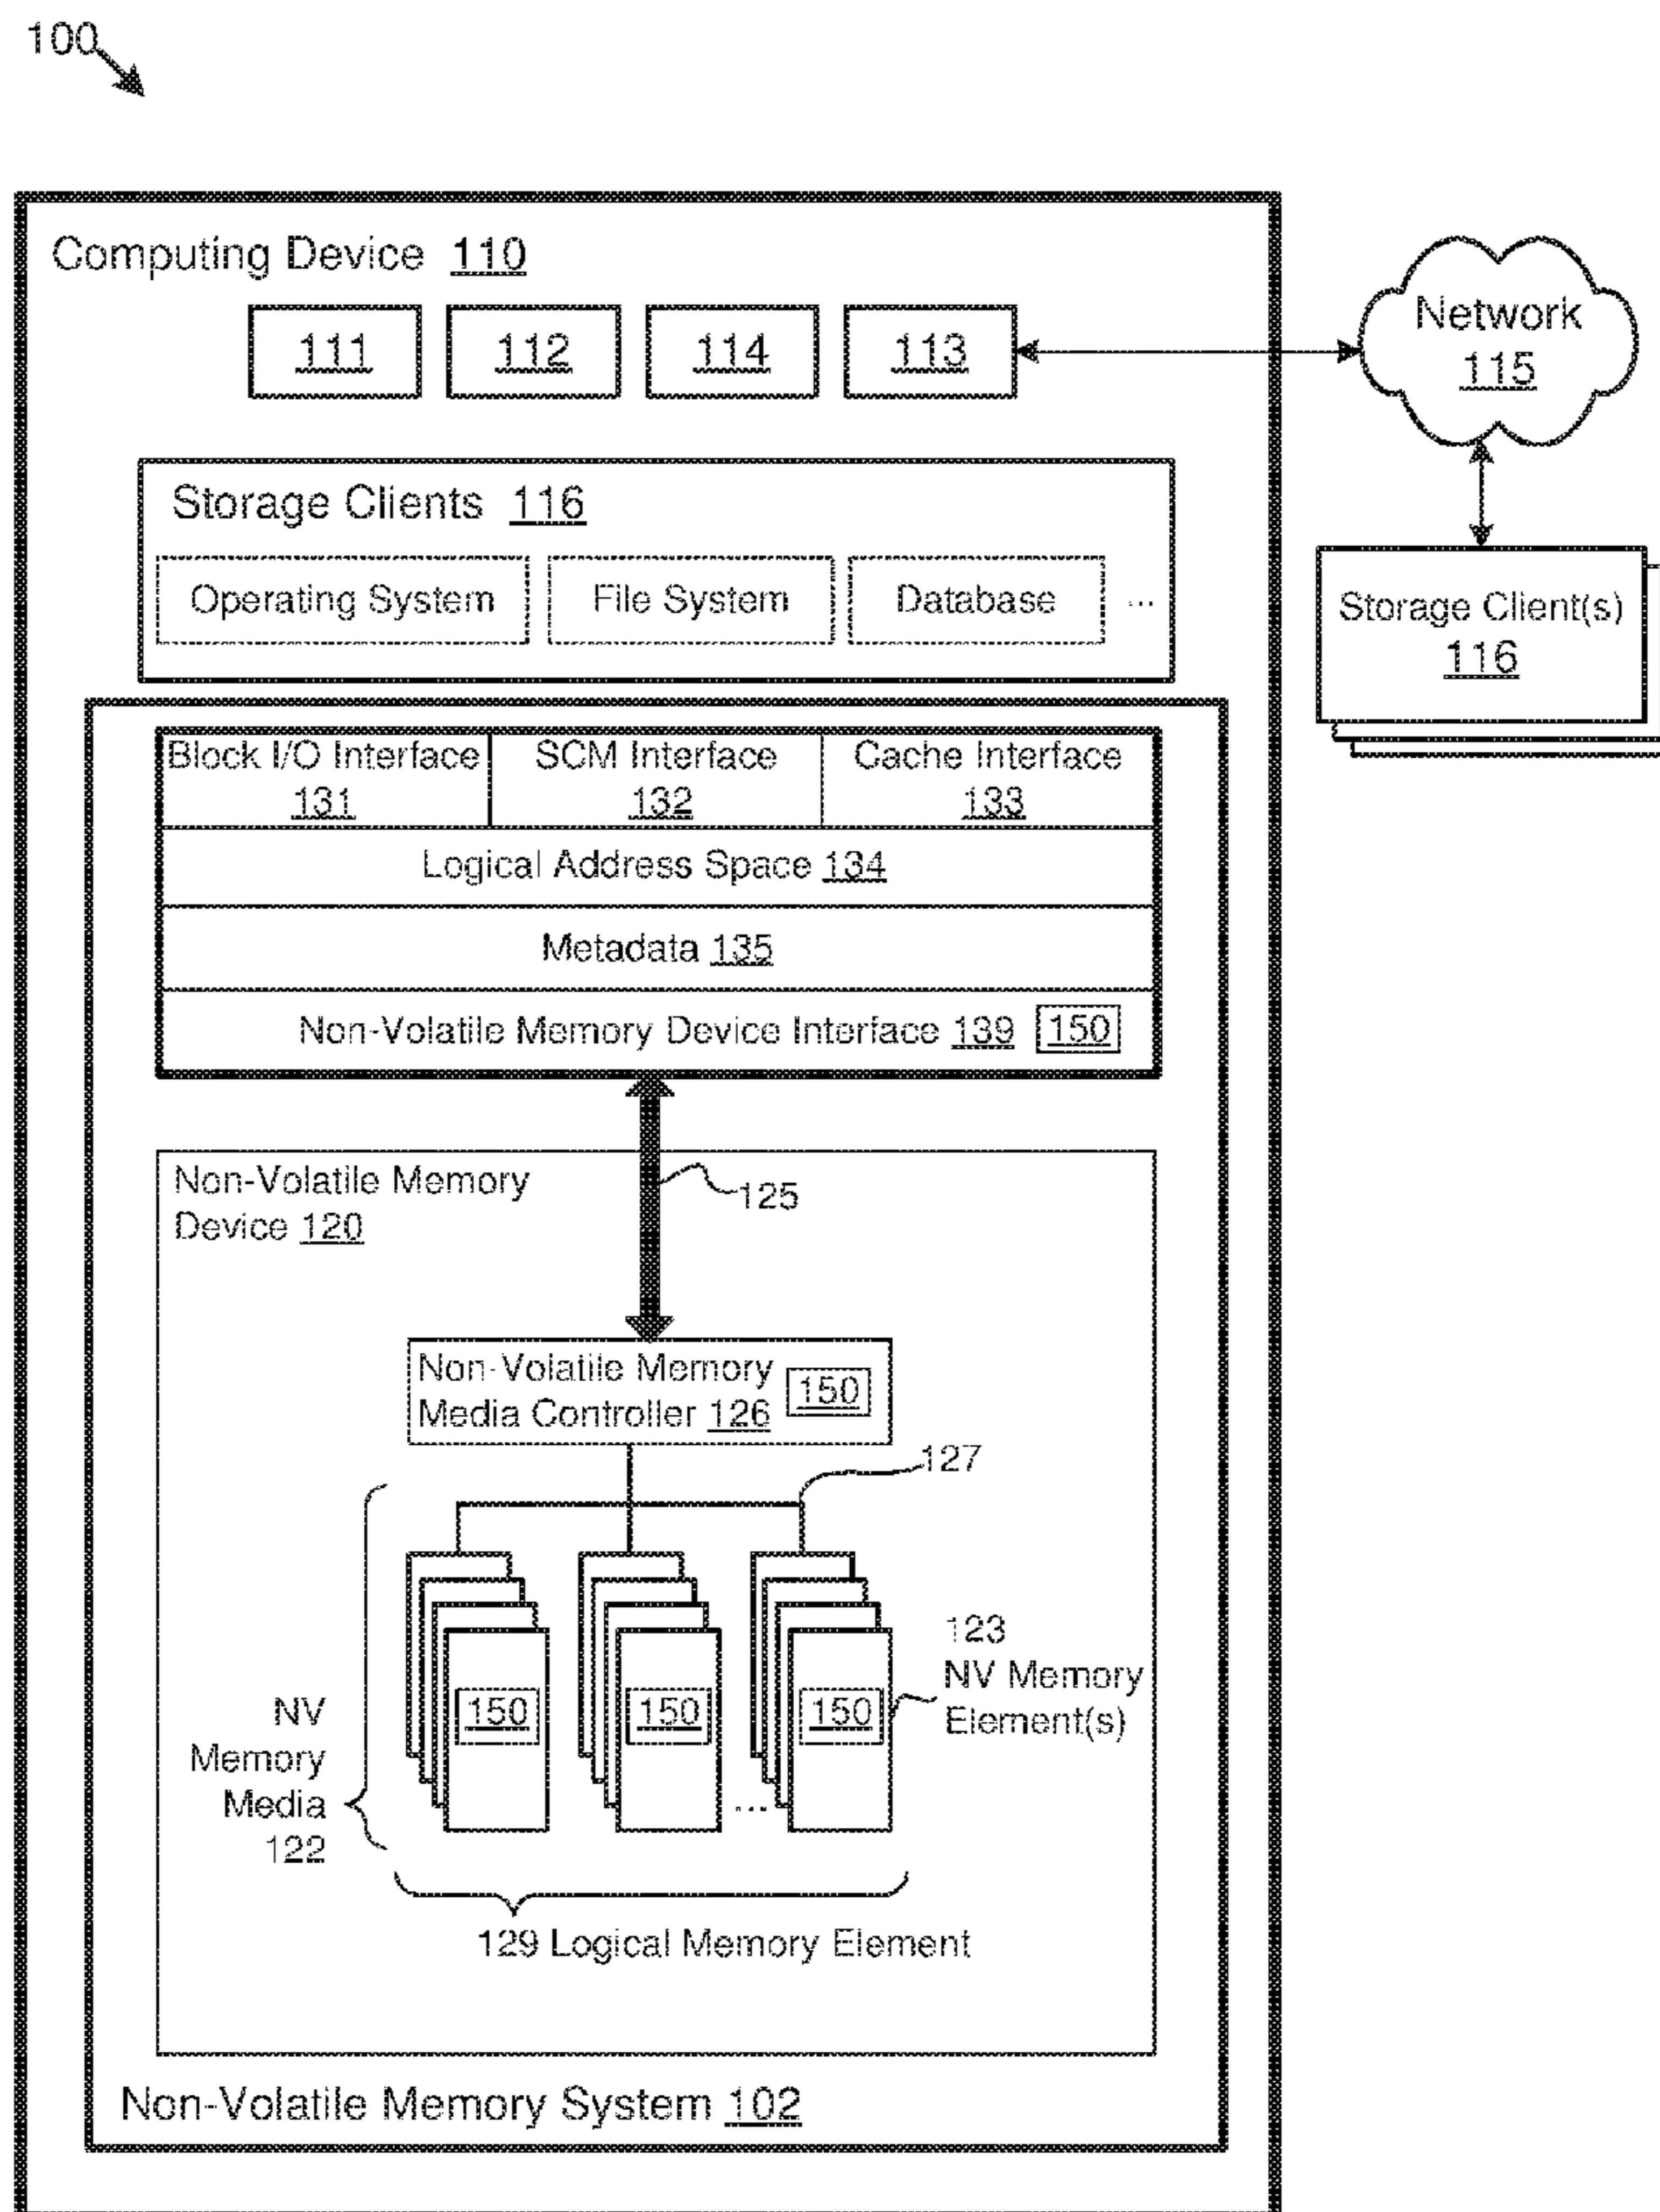 100
Computing Device 110
111 112 114 113
Network
115
Storage Clients 116
Operating System File System Database ...
Storage Client(s)
116
Block I/O Interface
131
SCM Interface
132
Cache Interface
133
Logical Address Space 134
Metadata 135
Non-Volatile Memory Device Interface 139 150
Non-Volatile Memory
Device 120
125
Non-Volatile Memory
Media Controller 126
150
127
NV
Memory
Media
122
150 150 ... 150
123
NV Memory
Element(s)
129 Logical Memory Element
Non-Volatile Memory System 102